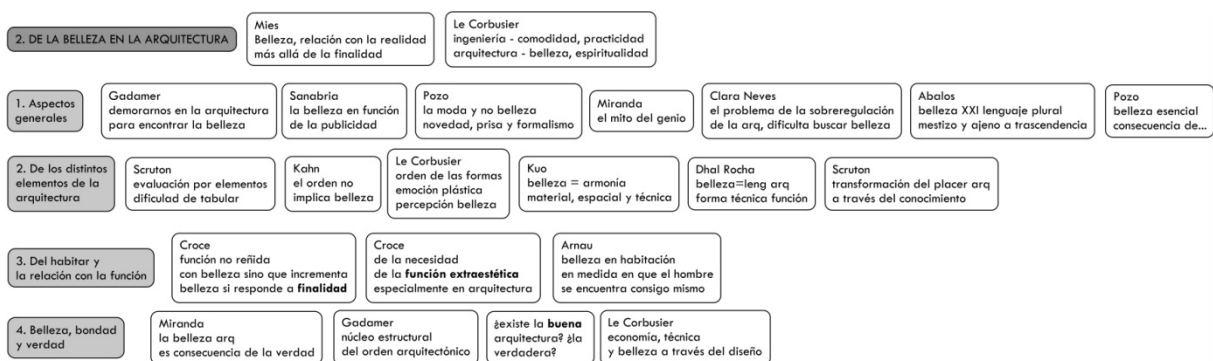 2. DE LA BELLEZA EN LA ARQUITECTURA
Mies
Belleza, relación con la realidad
más allá de la finalidad
Le Corbusier
ingeniería - comodidad, practicidad
arquitectura - belleza, espiritualidad
1. Aspectos
generales
Gadamer
demorarnos en la arquitectura
para encontrar la belleza
Sanabria
la belleza en función
de la publicidad
Pozo
la moda y no belleza
novedad, prisa y formalismo
Miranda
el mito del genio
Clara Neves
el problema de la sobreregulación
de la arq, dificulta buscar belleza
Abalos
belleza XXI lenguaje plural
mestizo y ajeno a trascendencia
Pozo
belleza esencial
consecuencia de...
2. De los distintos
elementos de la
arquitectura
Scruton
evaluación por elementos
dificulad de tabular
Kahn
el orden no
implica belleza
Le Corbusier
orden de las formas
emoción plástica
percepción belleza
Kuo
belleza = armonía
material, espacial y técnica
Dhal Rocha
belleza=leng arq
forma técnica función
Scruton
transformación del placer arq
a través del conocimiento
3. Del habitar y
la relación con la función
Croce
función no reñida
con belleza sino que incrementa
belleza si responde a finalidad
Croce
de la necesidad
de la función extraestética
especialmente en arquitectura
Arnau
belleza en habitación
en medida en que el hombre
se encuentra consigo mismo
4. Belleza, bondad
y verdad
Miranda
la belleza arq
es consecuencia de la verdad
Gadamer
núcleo estructural
del orden arquitectónico
¿existe la buena
arquitectura? ¿la
verdadera?
Le Corbusier
economía, técnica
y belleza a través del diseño